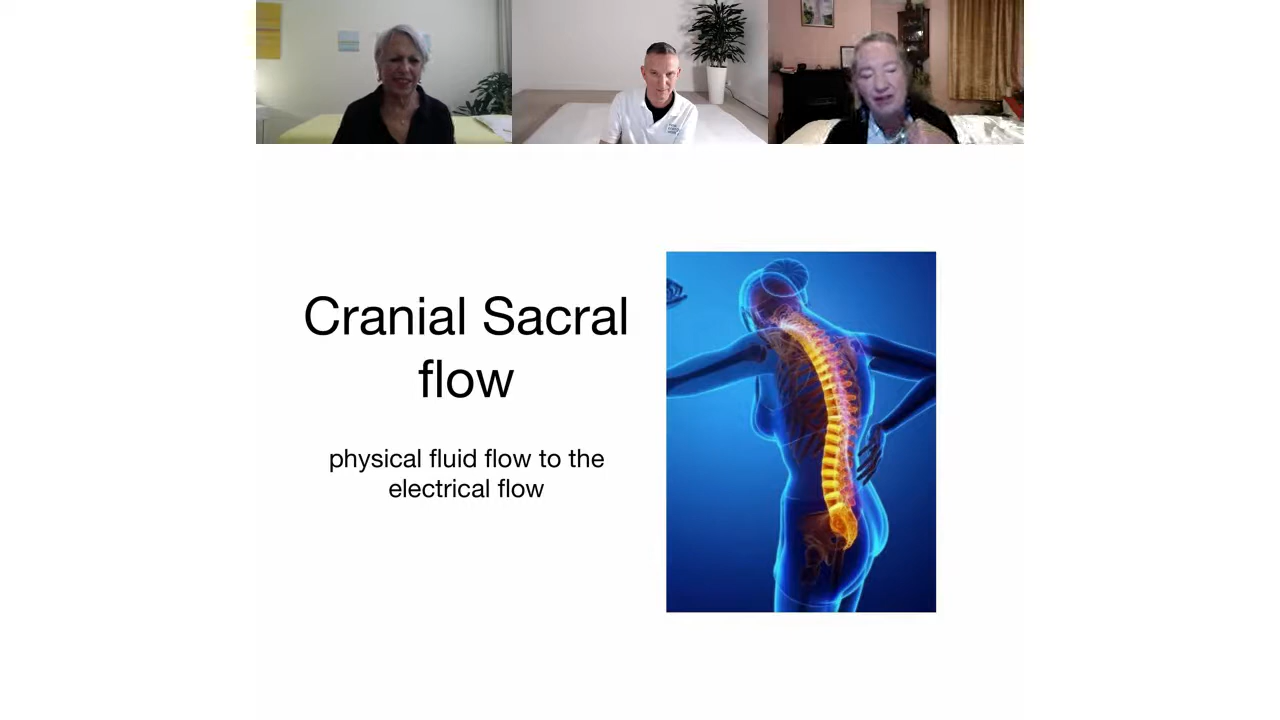 Cranial Sacral
flow
physical fluid flow to the
electrical flow